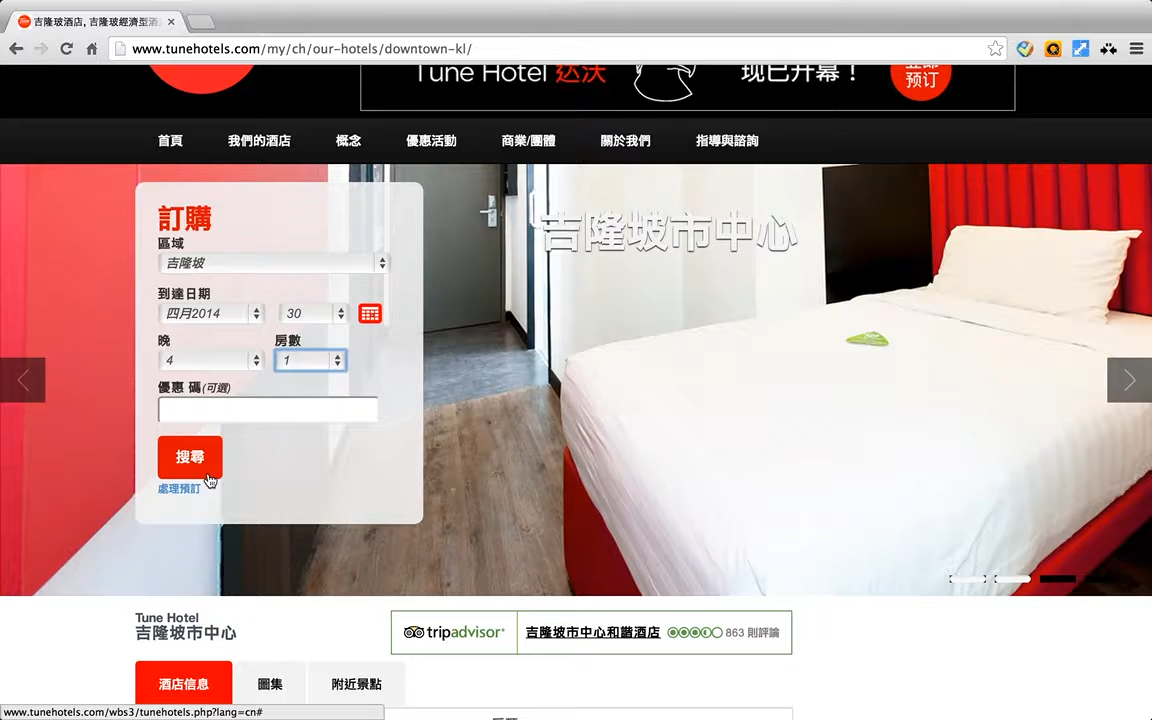 吉隆玻酒店, 吉隆玻經濟型酒
www.tunehotels.com/my/ch/our-hotels/downtown-kl/
Tune Hotel 达沃
现已开幕！
立即
预订
首頁 我們的酒店 概念 優惠活動 商業/團體 關於我們 指導與諮詢
吉隆坡市中心
訂購
區域
吉隆坡
到達日期
四月2014 30
晚 房數
4 1
優惠 碼(可選)
搜尋
處理預訂
Tune Hotel
吉隆坡市中心
tripadvisor® 吉隆坡市中心和諧酒店 863 則評論
酒店信息 圖集 附近景點
www.tunehotels.com/wbs3/tunehotels.php?lang=cn#